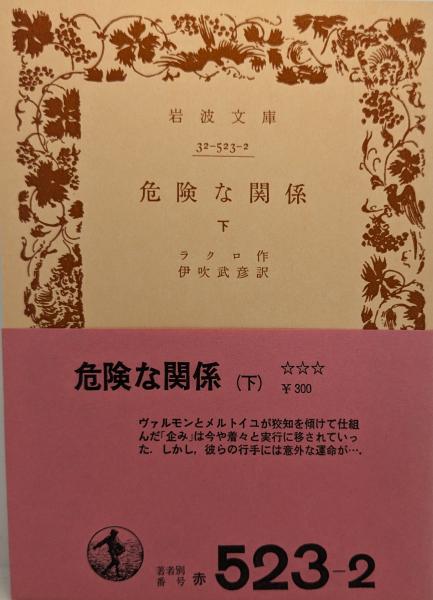 岩波文庫
32-523-2
危険な関係
下
ラクロ作
伊吹武彦訳
危険な関係（下）
☆☆☆
￥300
ヴァルモンとメルトイユが狡知を傾けて仕組
んだ「企み」は今や着々と実行に移されていっ
た．しかし，彼らの行手には意外な運命が…．
著者別
番号 赤 523-2